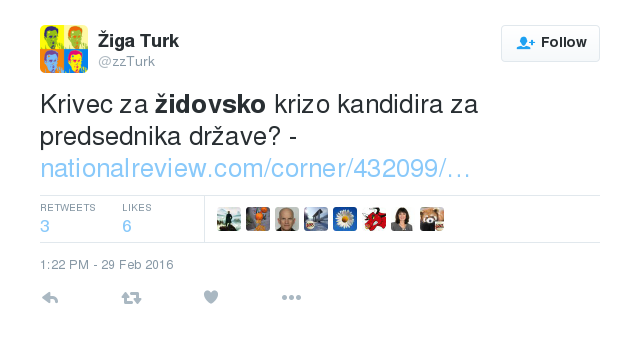 Žiga Turk
@zzTurk
Follow
Krivec za židovsko krizo kandidira za
predsednika države? -
nationalreview.com/corner/432099/…
RETWEETS LIKES
3 6
1:22 PM - 29 Feb 2016